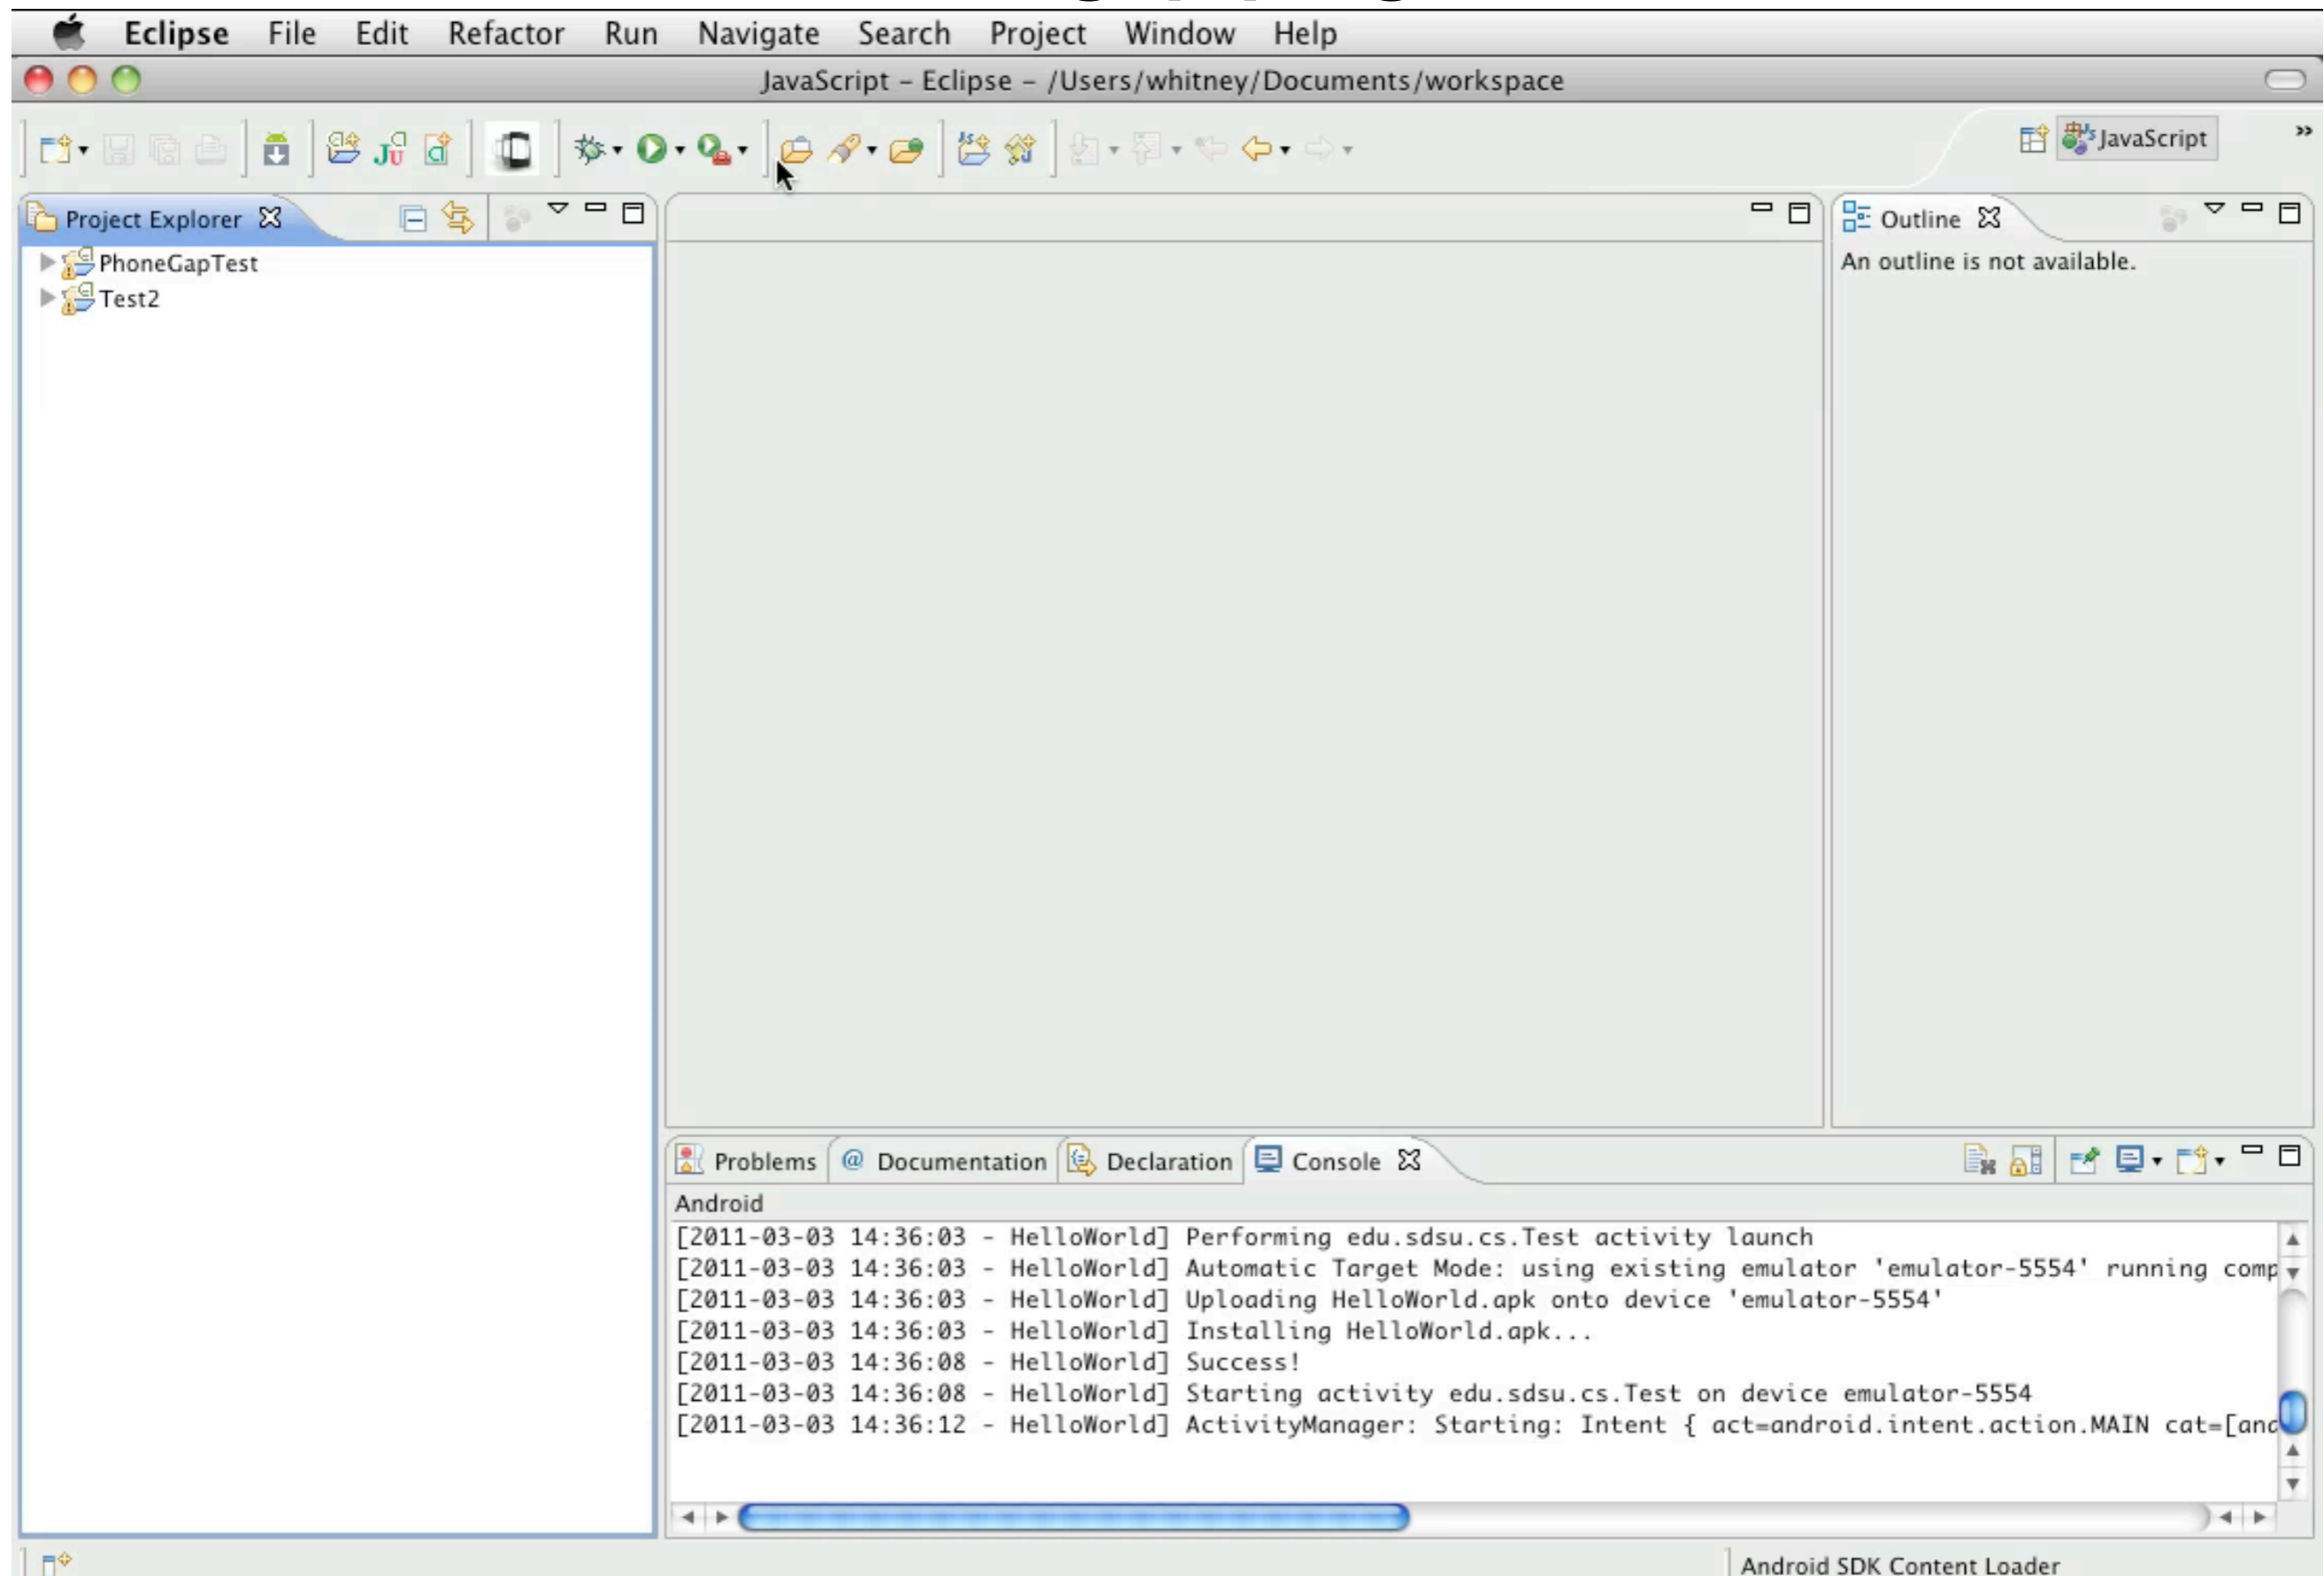 Eclipse File Edit Refactor Run Navigate Search Project Window Help
JavaScript – Eclipse – /Users/whitney/Documents/workspace
JavaScript »
Project Explorer
PhoneGapTest
Test2
Outline
An outline is not available.
Problems @ Documentation Declaration Console
Android
[2011-03-03 14:36:03 - HelloWorld] Performing edu.sdsu.cs.Test activity launch
[2011-03-03 14:36:03 - HelloWorld] Automatic Target Mode: using existing emulator 'emulator-5554' running comp
[2011-03-03 14:36:03 - HelloWorld] Uploading HelloWorld.apk onto device 'emulator-5554'
[2011-03-03 14:36:03 - HelloWorld] Installing HelloWorld.apk...
[2011-03-03 14:36:08 - HelloWorld] Success!
[2011-03-03 14:36:08 - HelloWorld] Starting activity edu.sdsu.cs.Test on device emulator-5554
[2011-03-03 14:36:12 - HelloWorld] ActivityManager: Starting: Intent { act=android.intent.action.MAIN cat=[and
Android SDK Content Loader